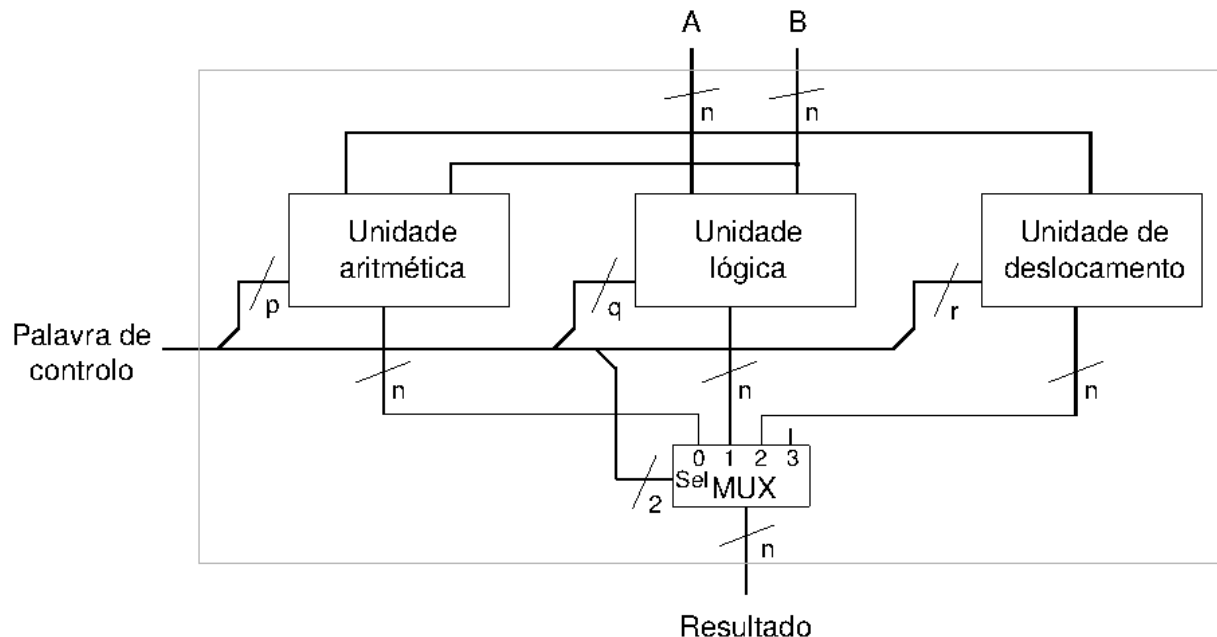 A
B
n
n
Unidade
aritmética
Unidade
lógica
Unidade de
deslocamento
p
q
r
Palavra de
controlo
n
n
n
0 1 2 3
Sel
MUX
2
n
Resultado